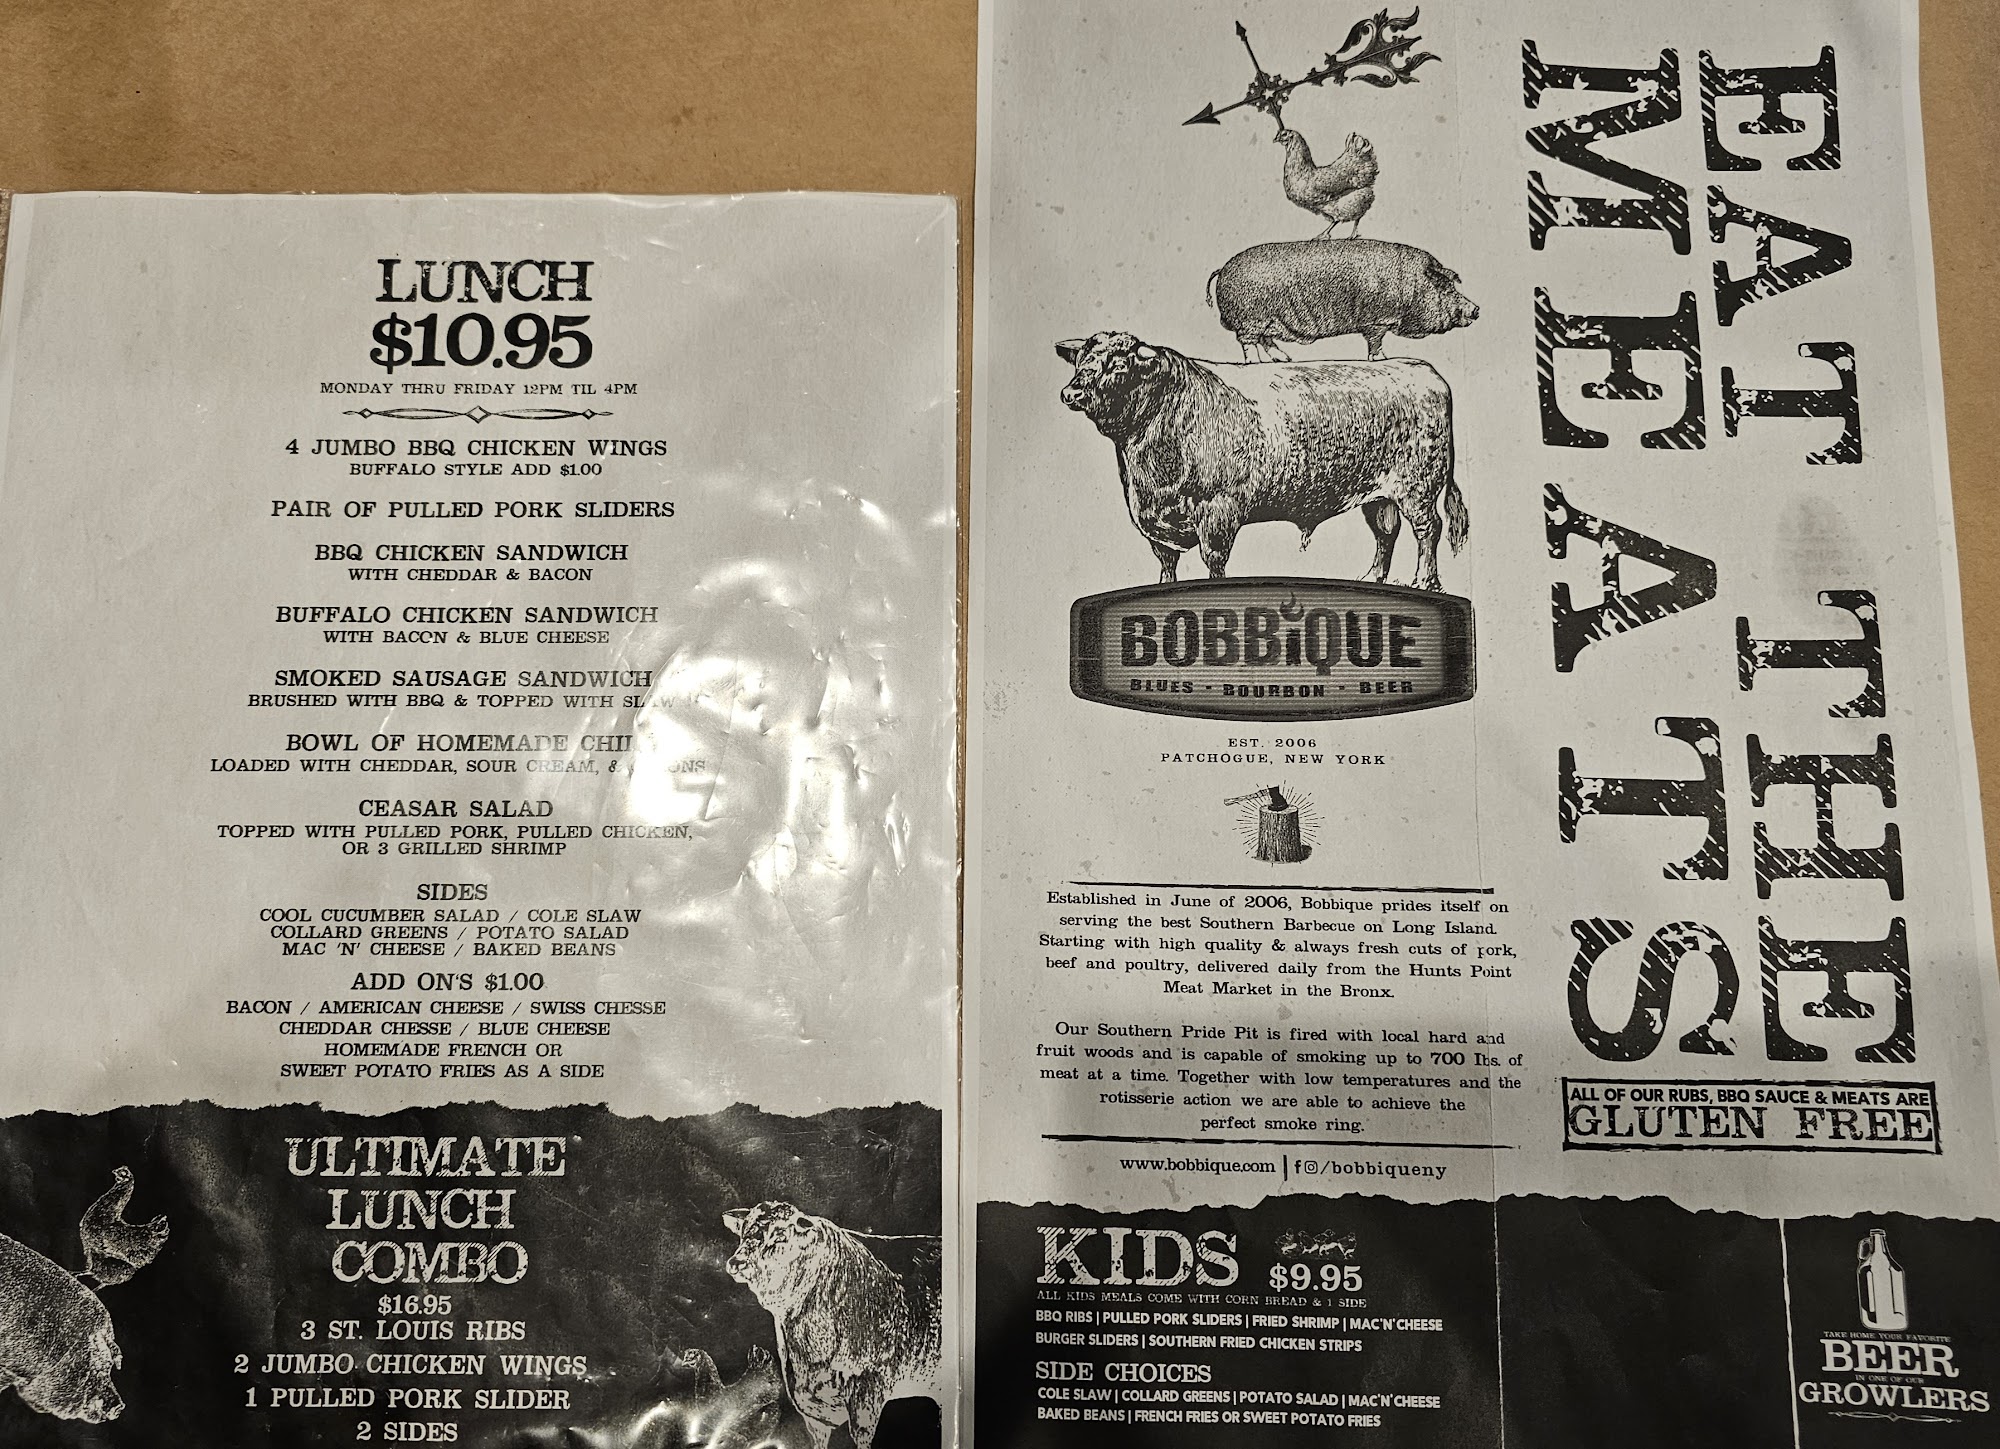 LUNCH
$10.95
MONDAY THRU FRIDAY 12PM TIL 4PM
4 JUMBO BBQ CHICKEN WINGS
BUFFALO STYLE ADD $1.00
PAIR OF PULLED PORK SLIDERS
BBQ CHICKEN SANDWICH
WITH CHEDDAR & BACON
BUFFALO CHICKEN SANDWICH
WITH BACON & BLUE CHEESE
SMOKED SAUSAGE SANDWICH
BRUSHED WITH BBQ & TOPPED WITH SLAW
BOWL OF HOMEMADE
LOADED WITH CHEDDAR, SOUR CREAM, &
CEASAR SALAD
TOPPED WITH PULLED PORK, PULLED CHICKEN,
OR 3 GRILLED SHRIMP
SIDES
COOL CUCUMBER SALAD / COLE SLAW
COLLARD GREENS / POTATO SALAD
MAC 'N' CHEESE / BAKED BEANS
ADD ON'S $1.00
BACON / AMERICAN CHEESE / SWISS CHESSE
CHEDDAR CHESSE / BLUE CHEESE
HOMEMADE FRENCH OR
SWEET POTATO FRIES AS A SIDE
ULTIMATE
LUNCH
COMBO
$16.95
3 ST. LOUIS RIBS
2 JUMBO CHICKEN WINGS
1 PULLED PORK SLIDER
2 SIDES
BOBBiQUE
BLUES - BOURBON - BEER
EST. 2006
PATCHOGUE, NEW YORK
Established in June of 2006, Bobbique prides itself on
serving the best Southern Barbecue on Long Island.
Starting with high quality & always fresh cuts of pork,
beef and poultry, delivered daily from the Hunts Point
Meat Market in the Bronx.
Our Southern Pride Pit is fired with local hard and
fruit woods and is capable of smoking up to 700 lbs. of
meat at a time. Together with low temperatures and the
rotisserie action we are able to achieve the
perfect smoke ring.
www.bobbique.com | f /bobbiqueny
EAT THE
MEATS
ALL OF OUR RUBS, BBQ SAUCE & MEATS ARE
GLUTEN FREE
KIDS $9.95
ALL KIDS MEALS COME WITH CORN BREAD & 1 SIDE
BBQ RIBS | PULLED PORK SLIDERS | FRIED SHRIMP | MAC'N'CHEESE
BURGER SLIDERS | SOUTHERN FRIED CHICKEN STRIPS
SIDE CHOICES
COLE SLAW | COLLARD GREENS | POTATO SALAD | MAC'N'CHEESE
BAKED BEANS | FRENCH FRIES OR SWEET POTATO FRIES
TAKE HOME YOUR FAVORITE
BEER
IN ONE OF OUR
GROWLERS